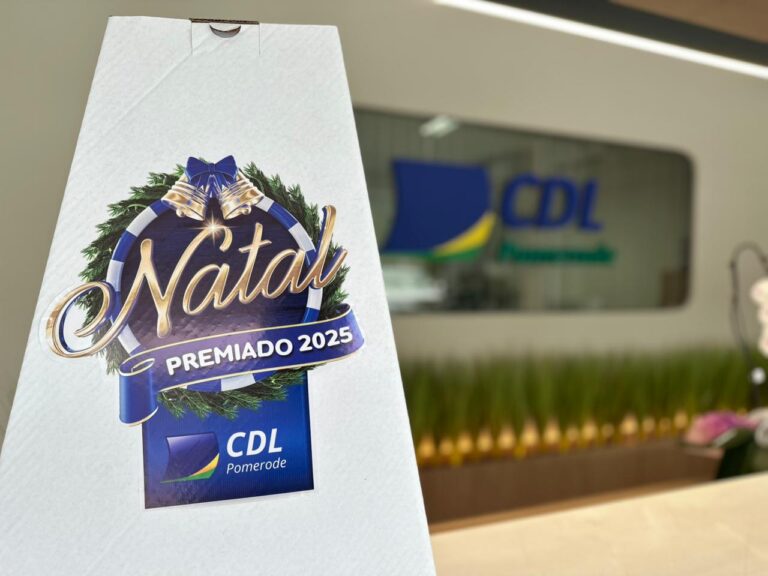 Natal
PREMIADO 2025
CDL
Pomerode
CDL
Pomerode